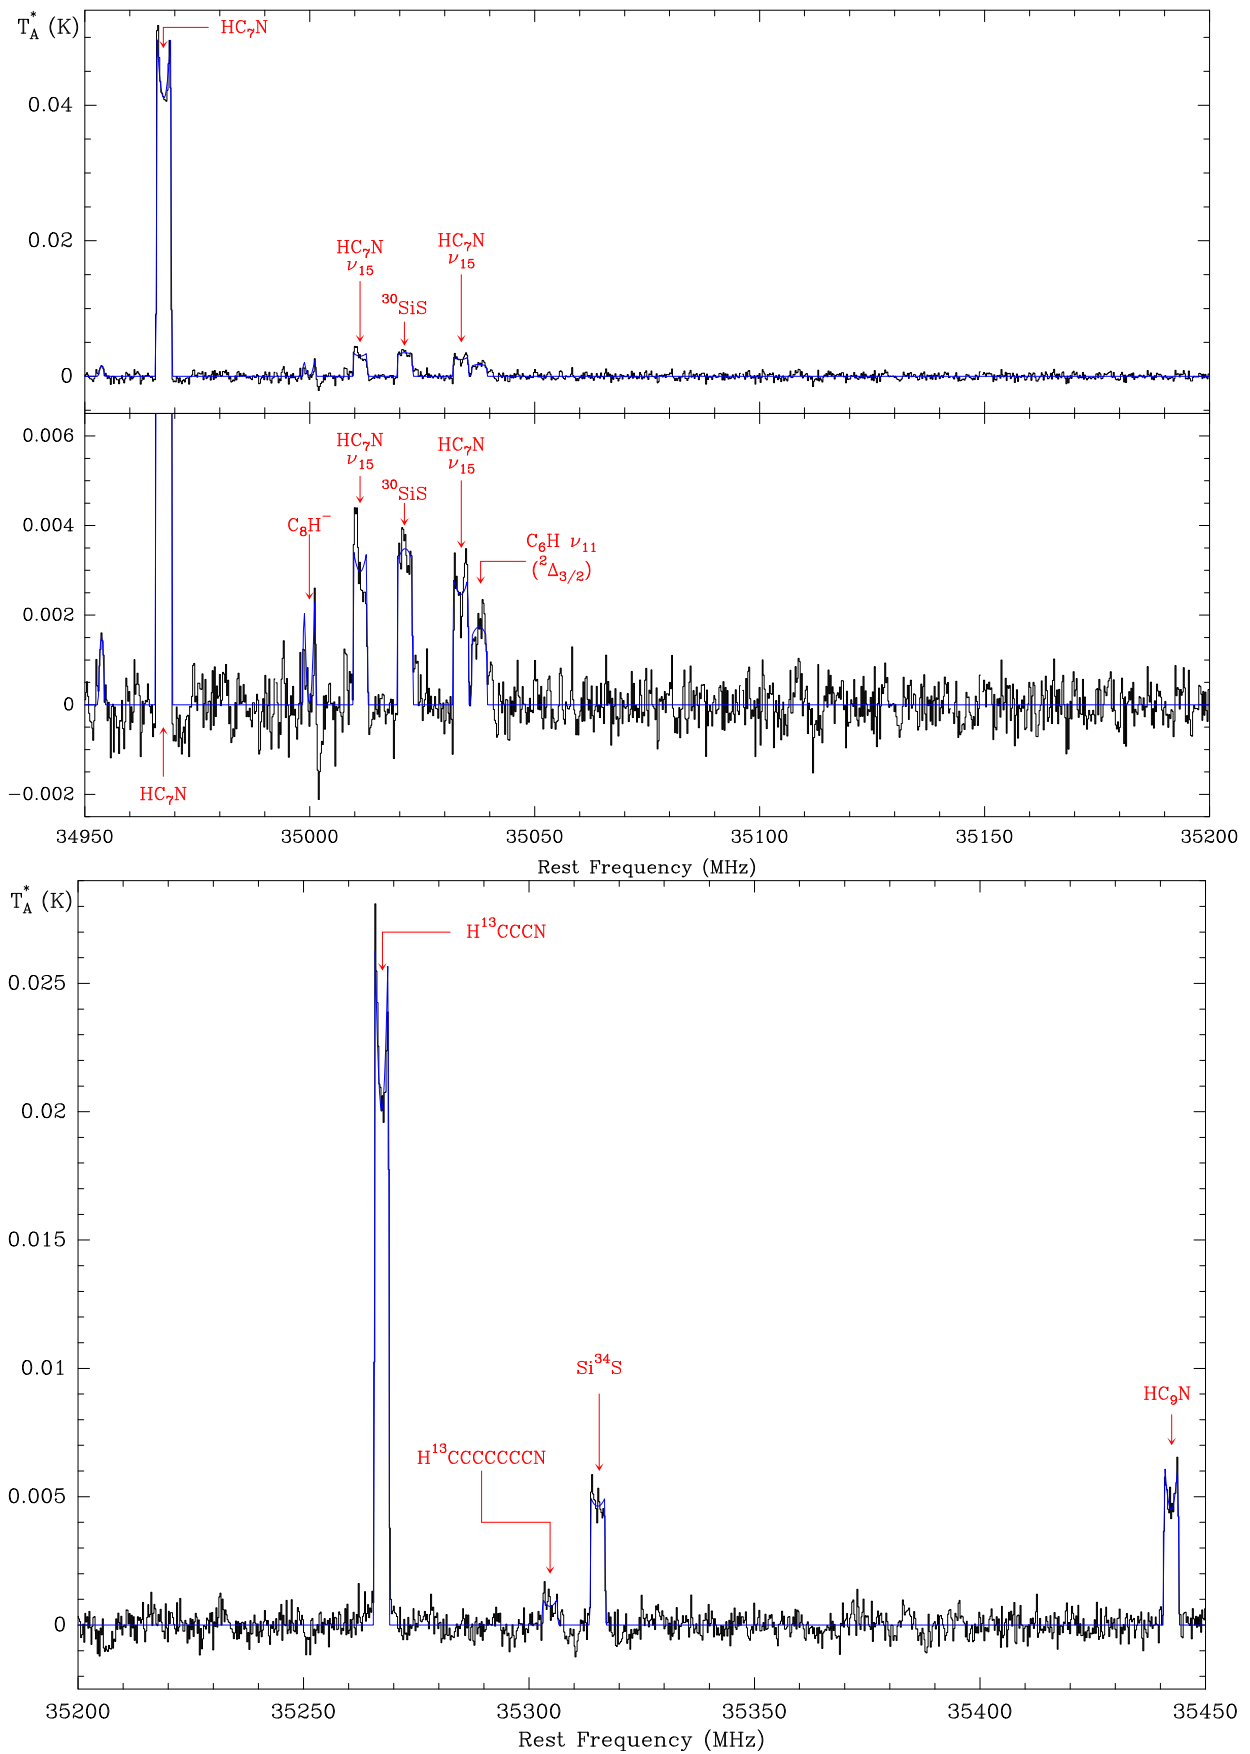 T*A (K)
HC7N
0.04
0.02
0
HC7N
ν15
30SiS
HC7N
ν15
0.006
0.004
0.002
0
−0.002
HC7N
ν15
30SiS
HC7N
ν15
C8H−
C6H ν11
(2Δ3/2)
HC7N
34950
35000
35050
35100
35150
35200
Rest Frequency (MHz)
T*A (K)
0.025
0.02
0.015
0.01
0.005
0
H13CCCN
Si34S
HC9N
H13CCCCCCCN
35200
35250
35300
35350
35400
35450
Rest Frequency (MHz)